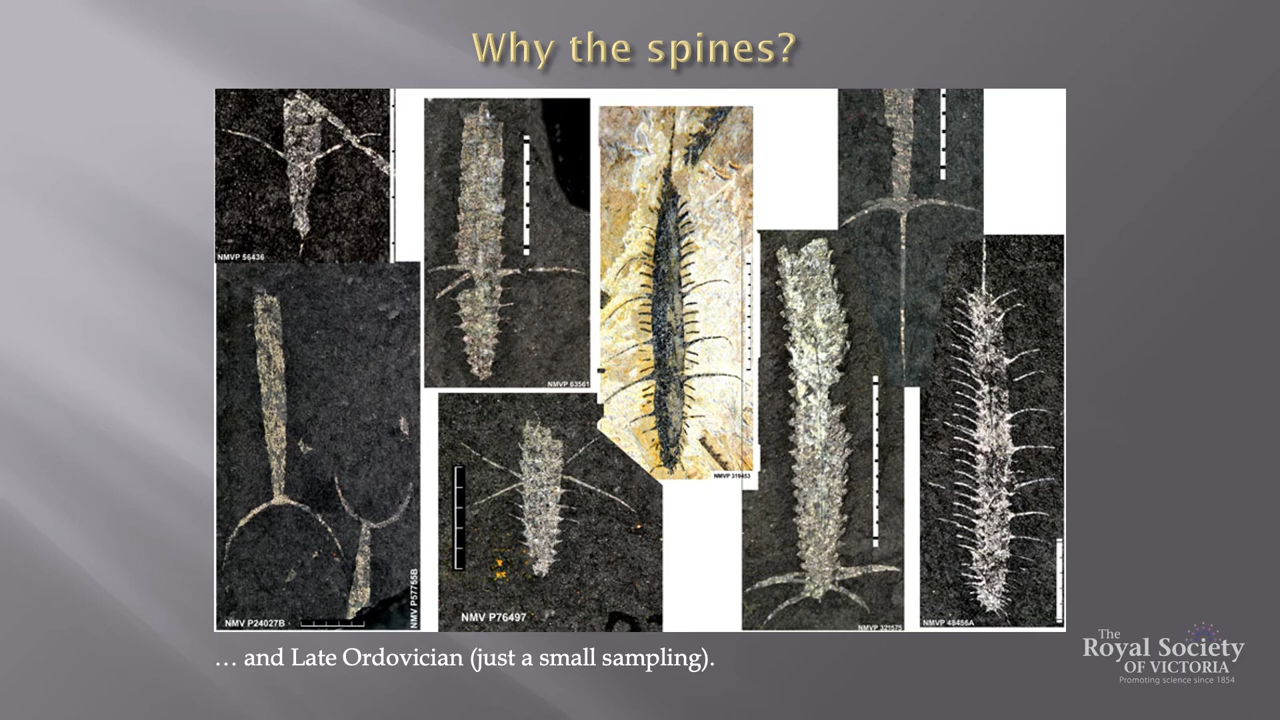 Why the spines?
NMVP 56436
NMVP 63561
NMVP 319453
NMV P24027B
NMV P57755B
NMV P76497
NMVP 321575
NMVP 48456A
… and Late Ordovician (just a small sampling).
The
Royal Society
OF VICTORIA
Promoting science since 1854